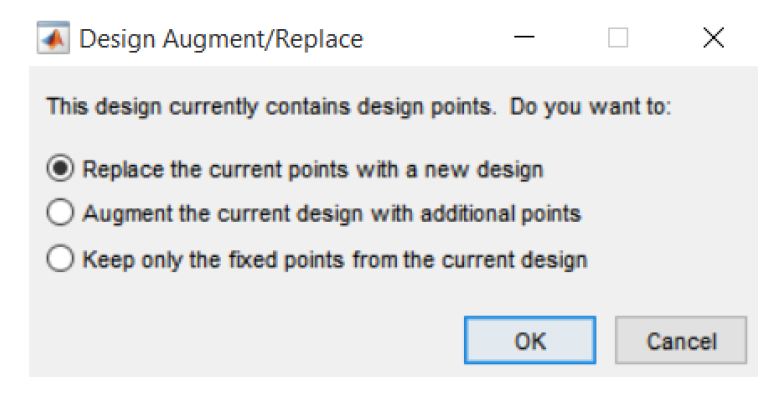 Design Augment/Replace
This design currently contains design points.  Do you want to:
Replace the current points with a new design
Augment the current design with additional points
Keep only the fixed points from the current design
OK Cancel